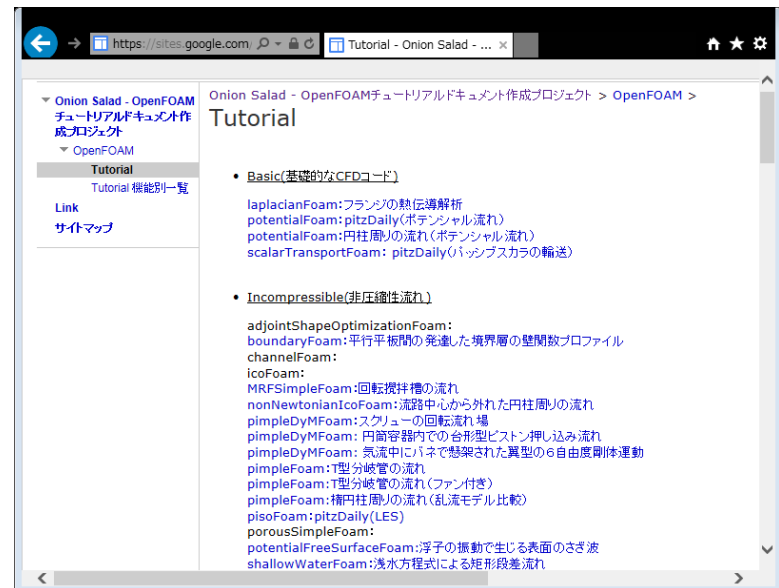 https://sites.google.com/
Tutorial - Onion Salad - ...
Onion Salad - OpenFOAM
チュートリアルドキュメント作
成プロジェクト
OpenFOAM
Tutorial
Tutorial 機能別一覧
Link
サイトマップ
Onion Salad - OpenFOAMチュートリアルドキュメント作成プロジェクト > OpenFOAM >
Tutorial
• Basic(基礎的なCFDコード)
laplacianFoam:フランジの熱伝導解析
potentialFoam:pitzDaily(ポテンシャル流れ)
potentialFoam:円柱周りの流れ(ポテンシャル流れ)
scalarTransportFoam: pitzDaily(パッシブスカラの輸送)
• Incompressible(非圧縮性流れ)
adjointShapeOptimizationFoam:
boundaryFoam:平行平板間の発達した境界層の壁関数プロファイル
channelFoam:
icoFoam:
MRFSimpleFoam:回転撹拌槽の流れ
nonNewtonianIcoFoam:流路中心から外れた円柱周りの流れ
pimpleDyMFoam:スクリューの回転流れ場
pimpleDyMFoam: 円筒容器内での台形型ピストン押し込み流れ
pimpleDyMFoam: 気流中にバネで懸架された翼型の6自由度剛体運動
pimpleFoam:T型分岐管の流れ
pimpleFoam:T型分岐管の流れ(ファン付き)
pimpleFoam:楕円柱周りの流れ(乱流モデル比較)
pisoFoam:pitzDaily(LES)
porousSimpleFoam:
potentialFreeSurfaceFoam:浮子の振動で生じる表面のさざ波
shallowWaterFoam:浅水方程式による矩形段差流れ